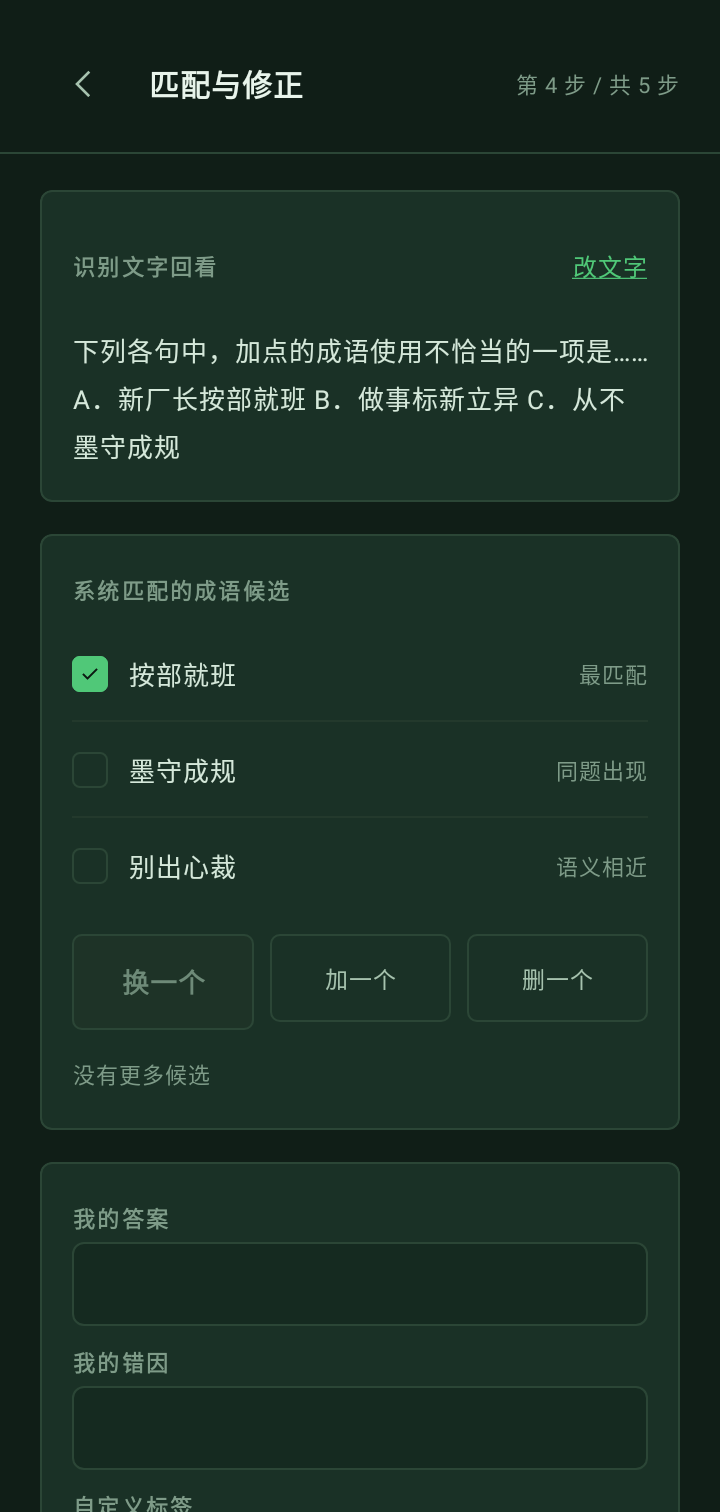 匹配与修正
第 4 步 / 共 5 步
识别文字回看
改文字
下列各句中，加点的成语使用不恰当的一项是……
A．新厂长按部就班 B．做事标新立异 C．从不
墨守成规
系统匹配的成语候选
按部就班
最匹配
墨守成规
同题出现
别出心裁
语义相近
换一个
加一个
删一个
没有更多候选
我的答案
我的错因
自定义标签